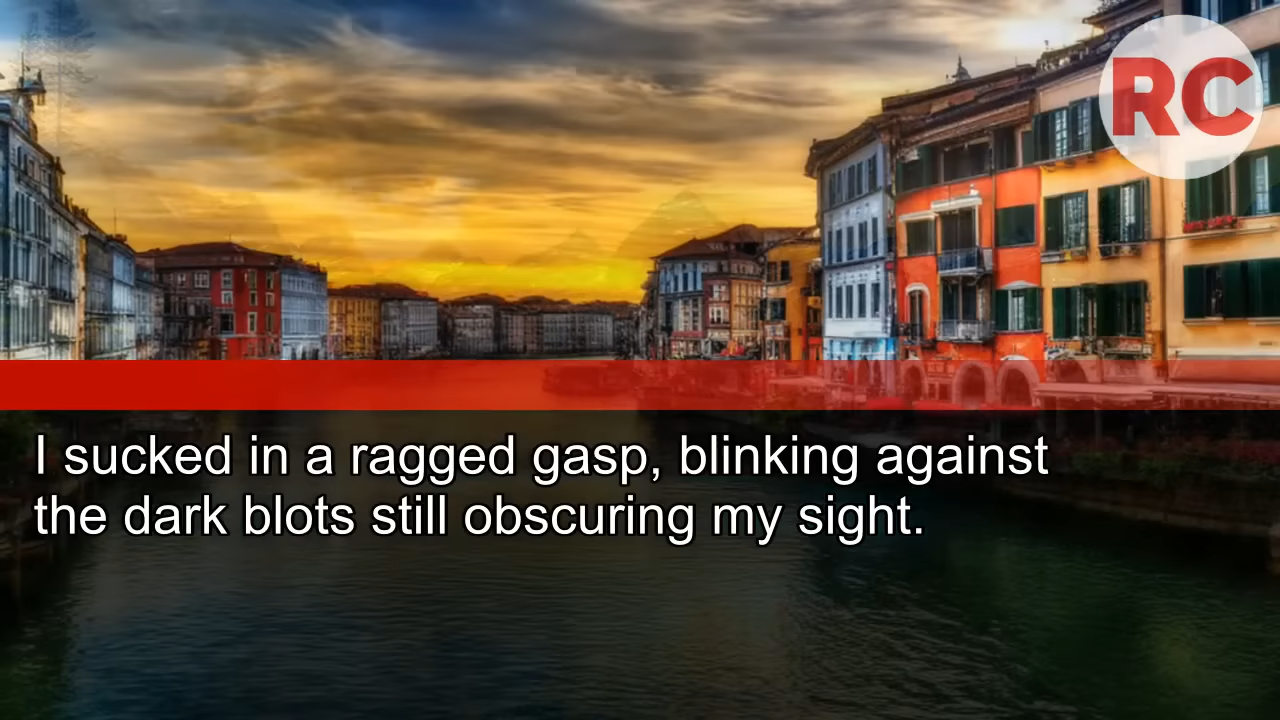 RC
I sucked in a ragged gasp, blinking against
the dark blots still obscuring my sight.